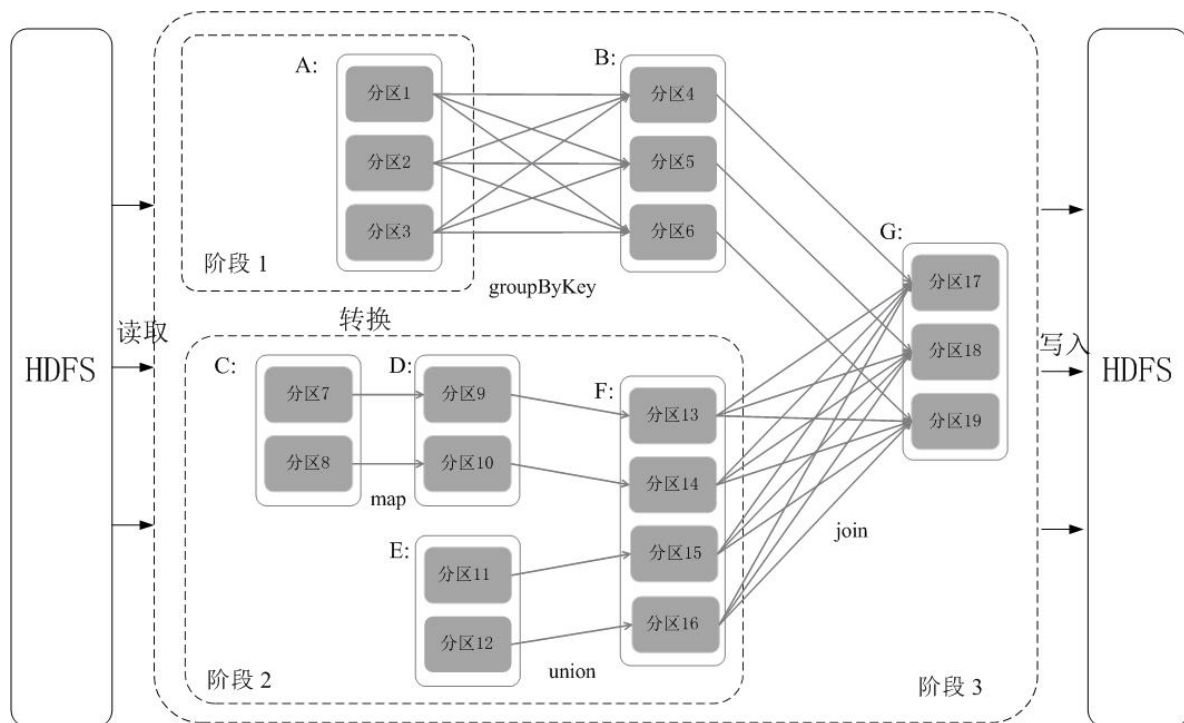 HDFS
读取
A:
分区1
分区2
分区3
阶段 1
groupByKey
B:
分区4
分区5
分区6
转换
C:
分区7
分区8
map
D:
分区9
分区10
E:
分区11
分区12
union
F:
分区13
分区14
分区15
分区16
阶段 2
join
G:
分区17
分区18
分区19
阶段 3
写入
HDFS